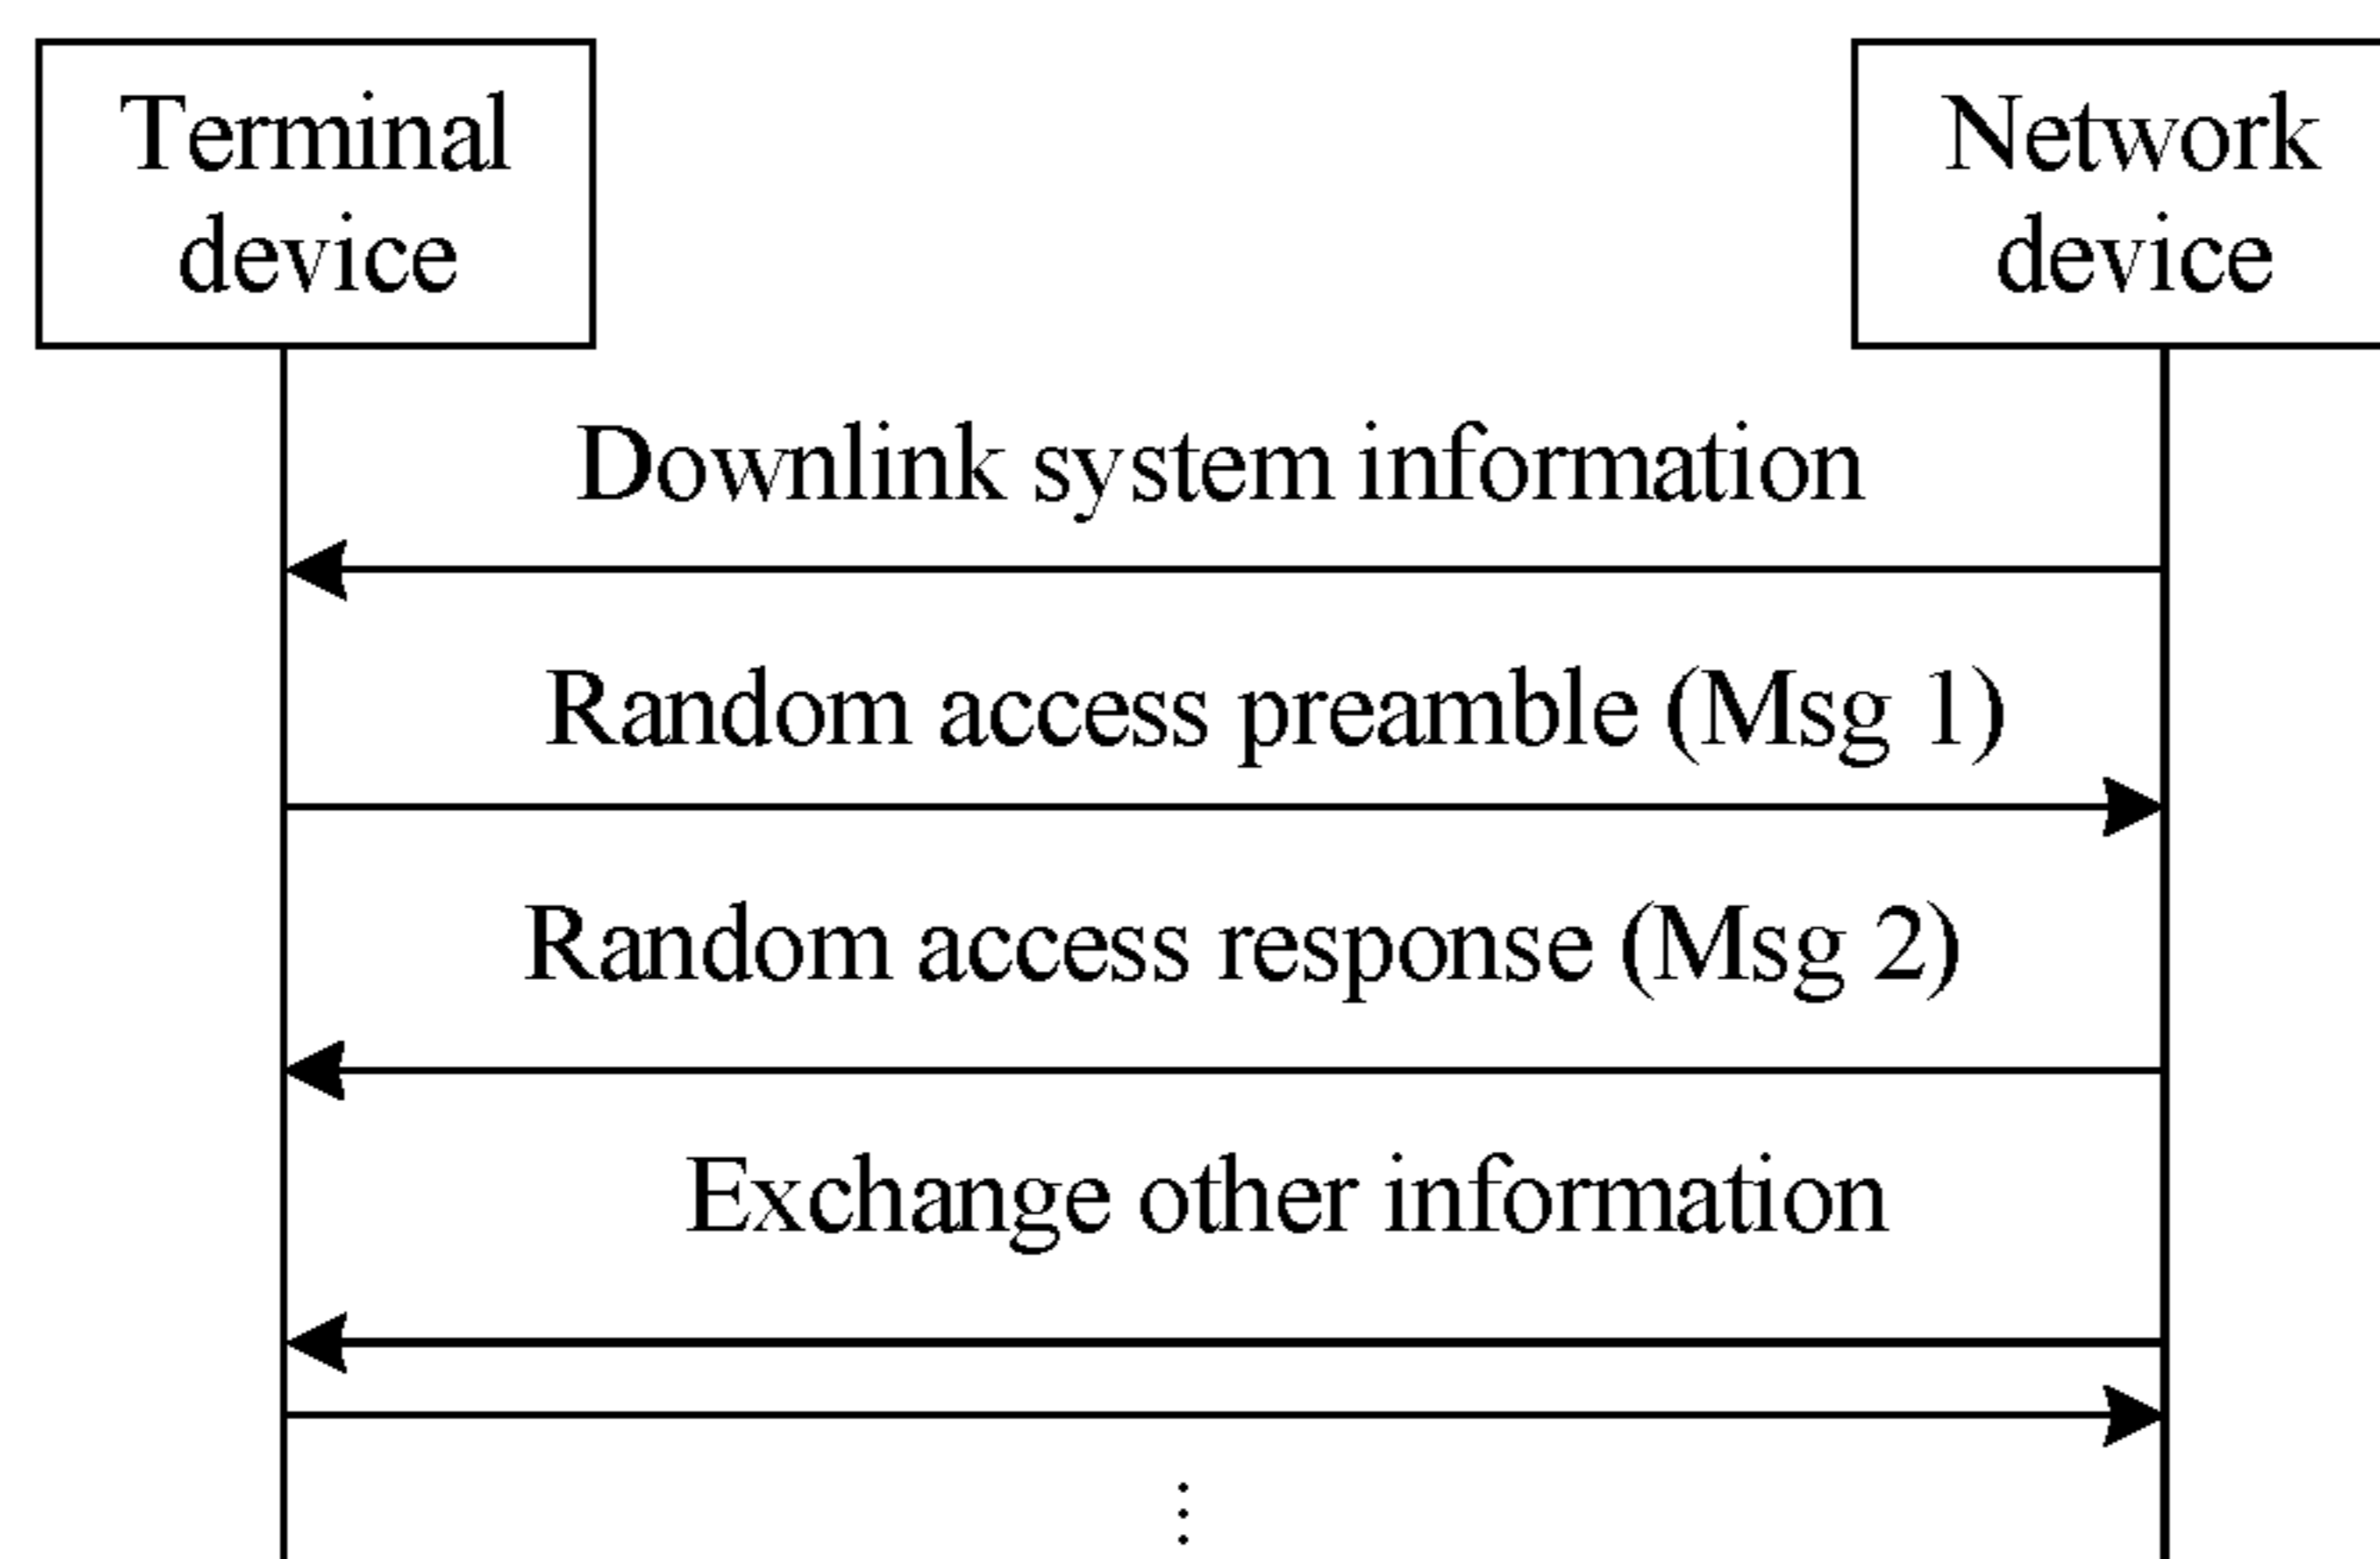 Terminal
device
Network
device
Downlink system information
Random access preamble (Msg 1)
Random access response (Msg 2)
Exchange other information